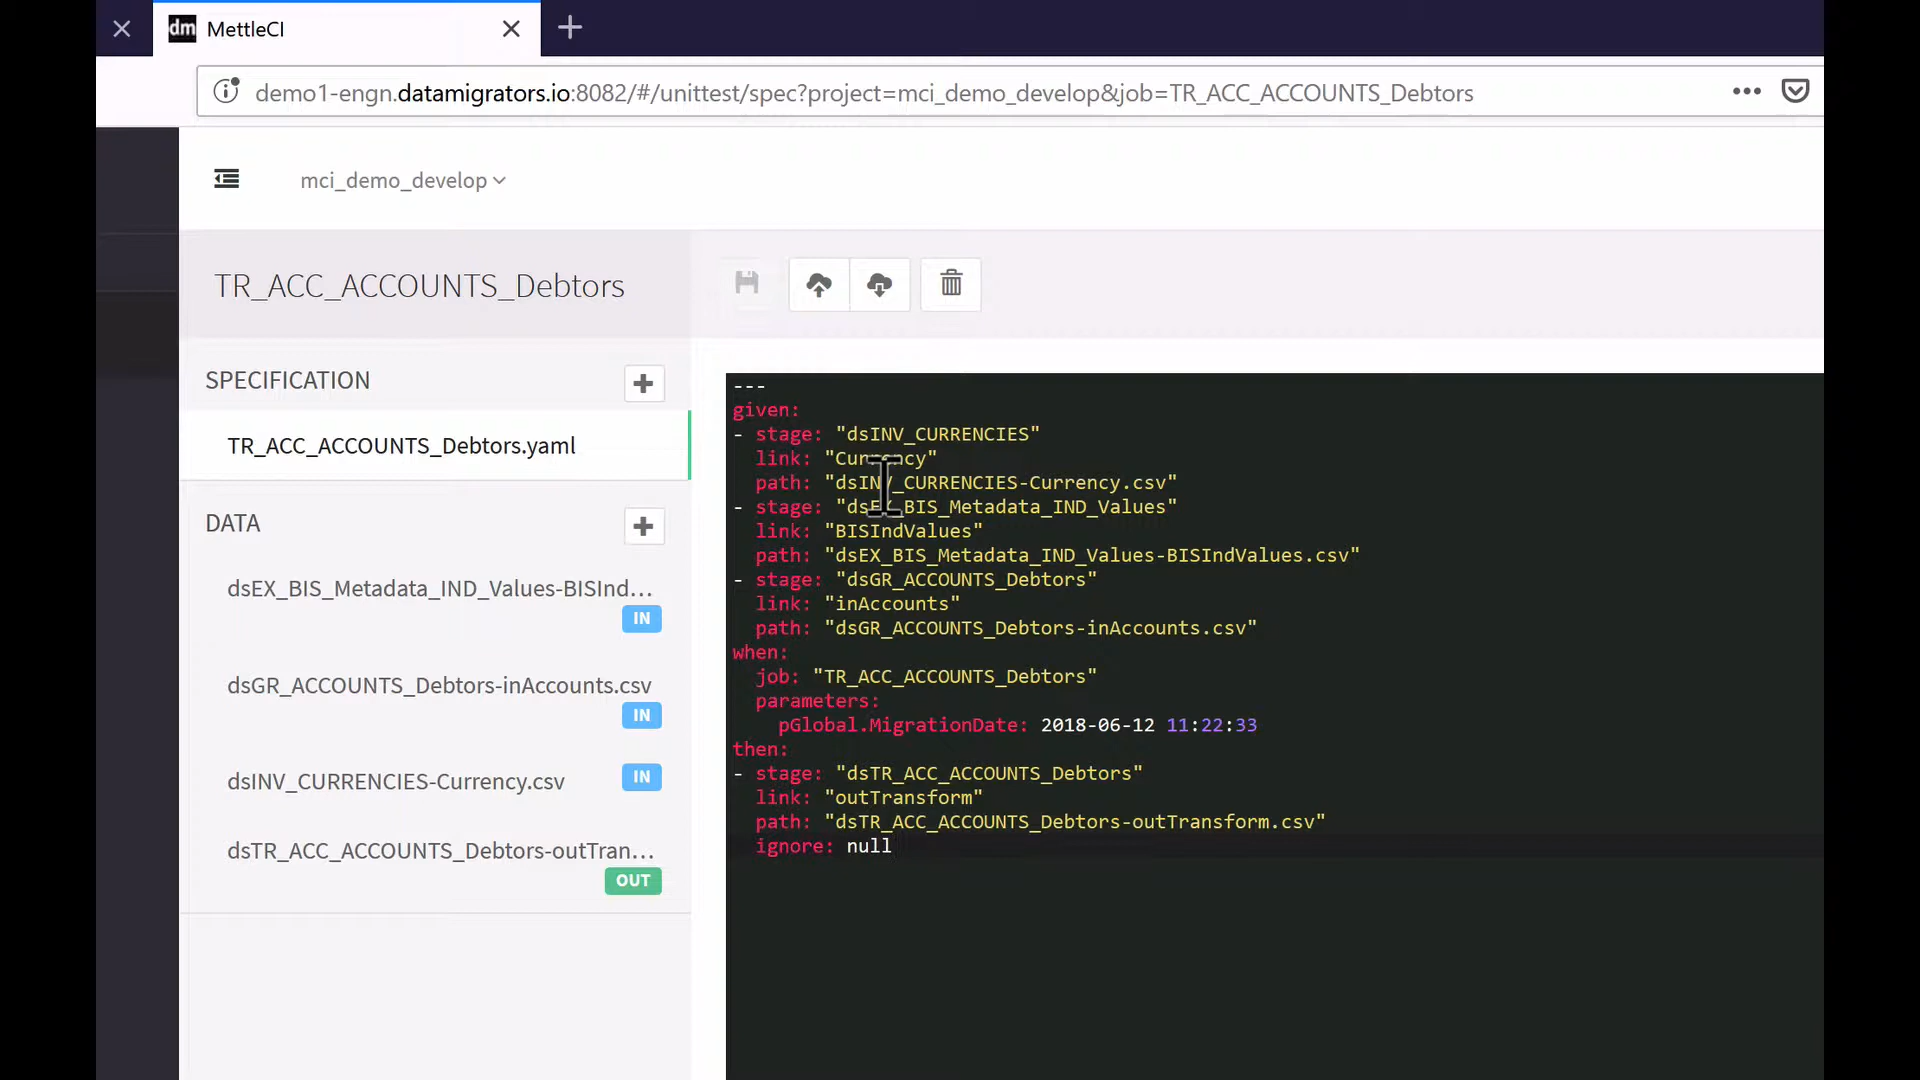 dm MettleCI
demo1-engn.datamigrators.io:8082/#/unittest/spec?project=mci_demo_develop&job=TR_ACC_ACCOUNTS_Debtors
mci_demo_develop
TR_ACC_ACCOUNTS_Debtors
SPECIFICATION
TR_ACC_ACCOUNTS_Debtors.yaml
DATA
dsEX_BIS_Metadata_IND_Values-BISInd...
IN
dsGR_ACCOUNTS_Debtors-inAccounts.csv
IN
dsINV_CURRENCIES-Currency.csv IN
dsTR_ACC_ACCOUNTS_Debtors-outTran...
OUT
---
given:
- stage: "dsINV_CURRENCIES"
link: "Currency"
path: "dsINV_CURRENCIES-Currency.csv"
- stage: "dsEX_BIS_Metadata_IND_Values"
link: "BISIndValues"
path: "dsEX_BIS_Metadata_IND_Values-BISIndValues.csv"
- stage: "dsGR_ACCOUNTS_Debtors"
link: "inAccounts"
path: "dsGR_ACCOUNTS_Debtors-inAccounts.csv"
when:
job: "TR_ACC_ACCOUNTS_Debtors"
parameters:
pGlobal.MigrationDate: 2018-06-12 11:22:33
then:
- stage: "dsTR_ACC_ACCOUNTS_Debtors"
link: "outTransform"
path: "dsTR_ACC_ACCOUNTS_Debtors-outTransform.csv"
ignore: null